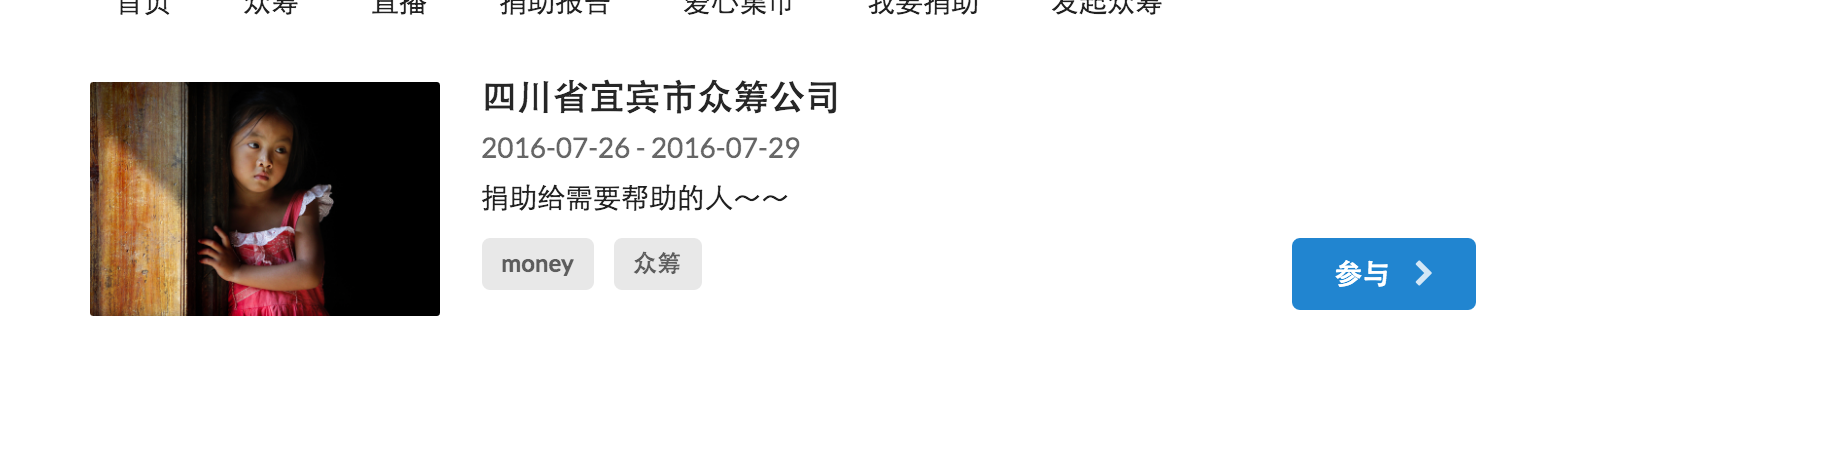 首页 众筹 直播 捐助报告 爱心集市 我要捐助 发起众筹
四川省宜宾市众筹公司
2016-07-26 - 2016-07-29
捐助给需要帮助的人～～
money 众筹
参与